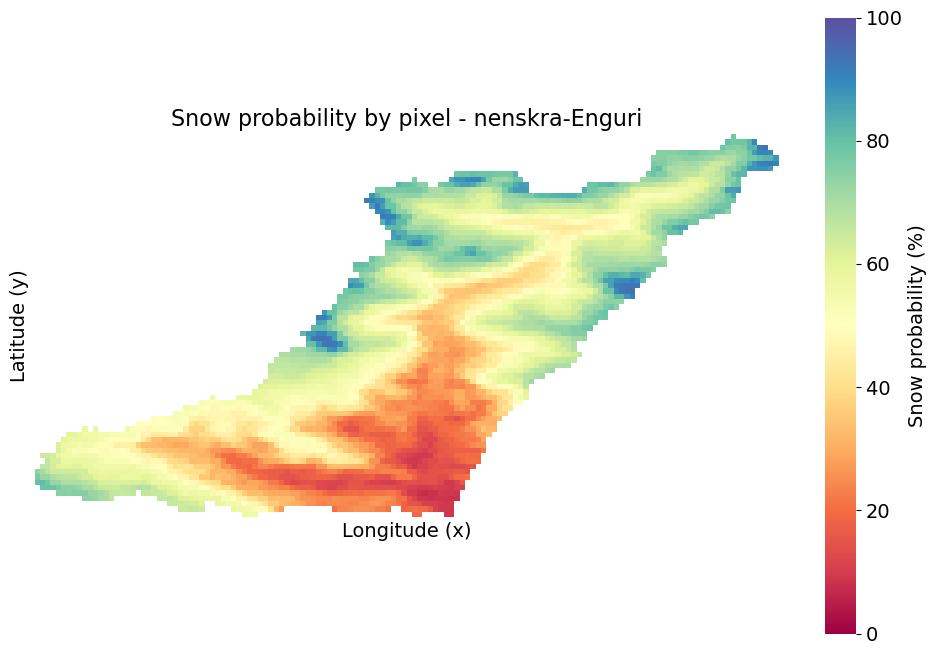 Snow probability by pixel - nenskra-Enguri
Latitude (y)
Longitude (x)
100
80
60
40
20
0
Snow probability (%)